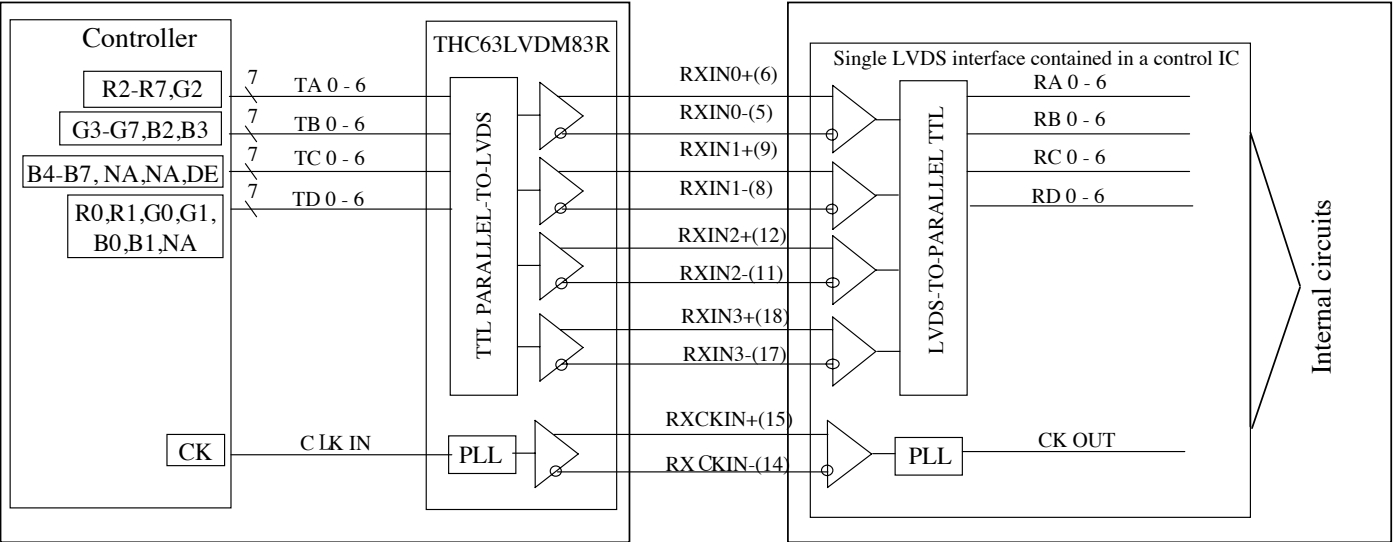 Controller
THC63LVDM83R
Single LVDS interface contained in a control IC
R2-R7,G2
7
TA 0 - 6
RXIN0+(6)
RA 0 - 6
G3-G7,B2,B3
7
TB 0 - 6
RXIN0-(5)
RB 0 - 6
B4-B7, NA,NA,DE
7
TC 0 - 6
RXIN1+(9)
RC 0 - 6
R0,R1,G0,G1,
B0,B1,NA
7
TD 0 - 6
RXIN1-(8)
RD 0 - 6
TTL PARALLEL-TO-LVDS
RXIN2+(12)
RXIN2-(11)
RXIN3+(18)
RXIN3-(17)
LVDS-TO-PARALLEL TTL
Internal circuits
CK
CLK IN
PLL
RXCKIN+(15)
RXCKIN-(14)
PLL
CK OUT